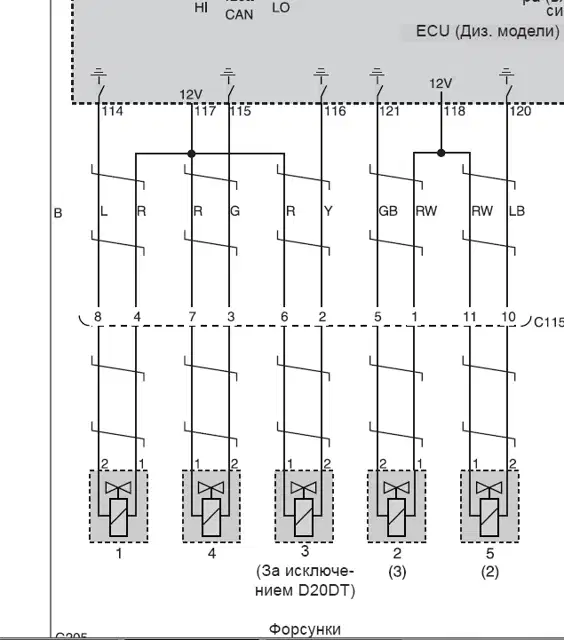 HI CAN LO
ECU (Диз. модели)
12V 12V
114 117 115 116 121 118 120
B L R R G R Y GB RW RW LB
8 4 7 3 6 2 5 1 11 10 C115
2 1 1 2 1 2 2 1 1 2
1 4 3 2 5
(За исключе- (3) (2)
нием D20DT)
Форсунки